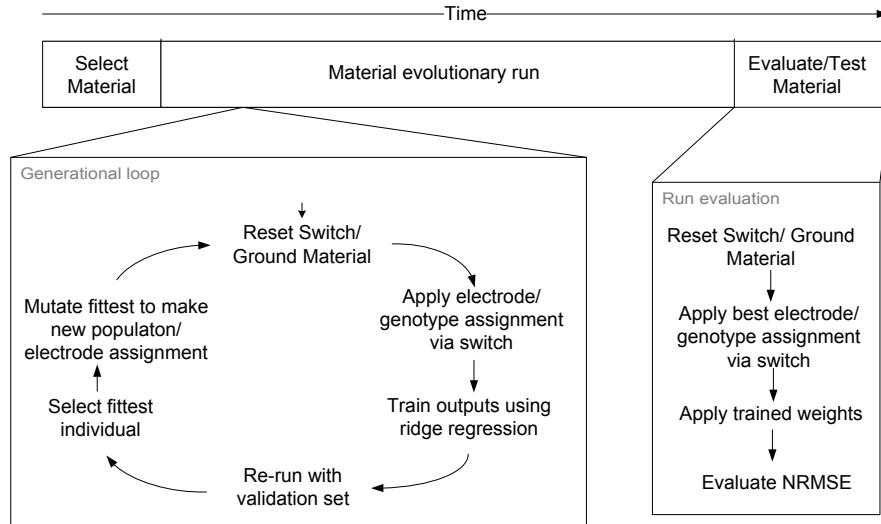 Time
Select
Material
Material evolutionary run
Evaluate/Test
Material
Generational loop
Reset Switch/
Ground Material
Apply electrode/
genotype assignment
via switch
Train outputs using
ridge regression
Re-run with
validation set
Select fittest
individual
Mutate fittest to make
new populaton/
electrode assignment
Run evaluation
Reset Switch/ Ground
Material
Apply best electrode/
genotype assignment
via switch
Apply trained weights
Evaluate NRMSE